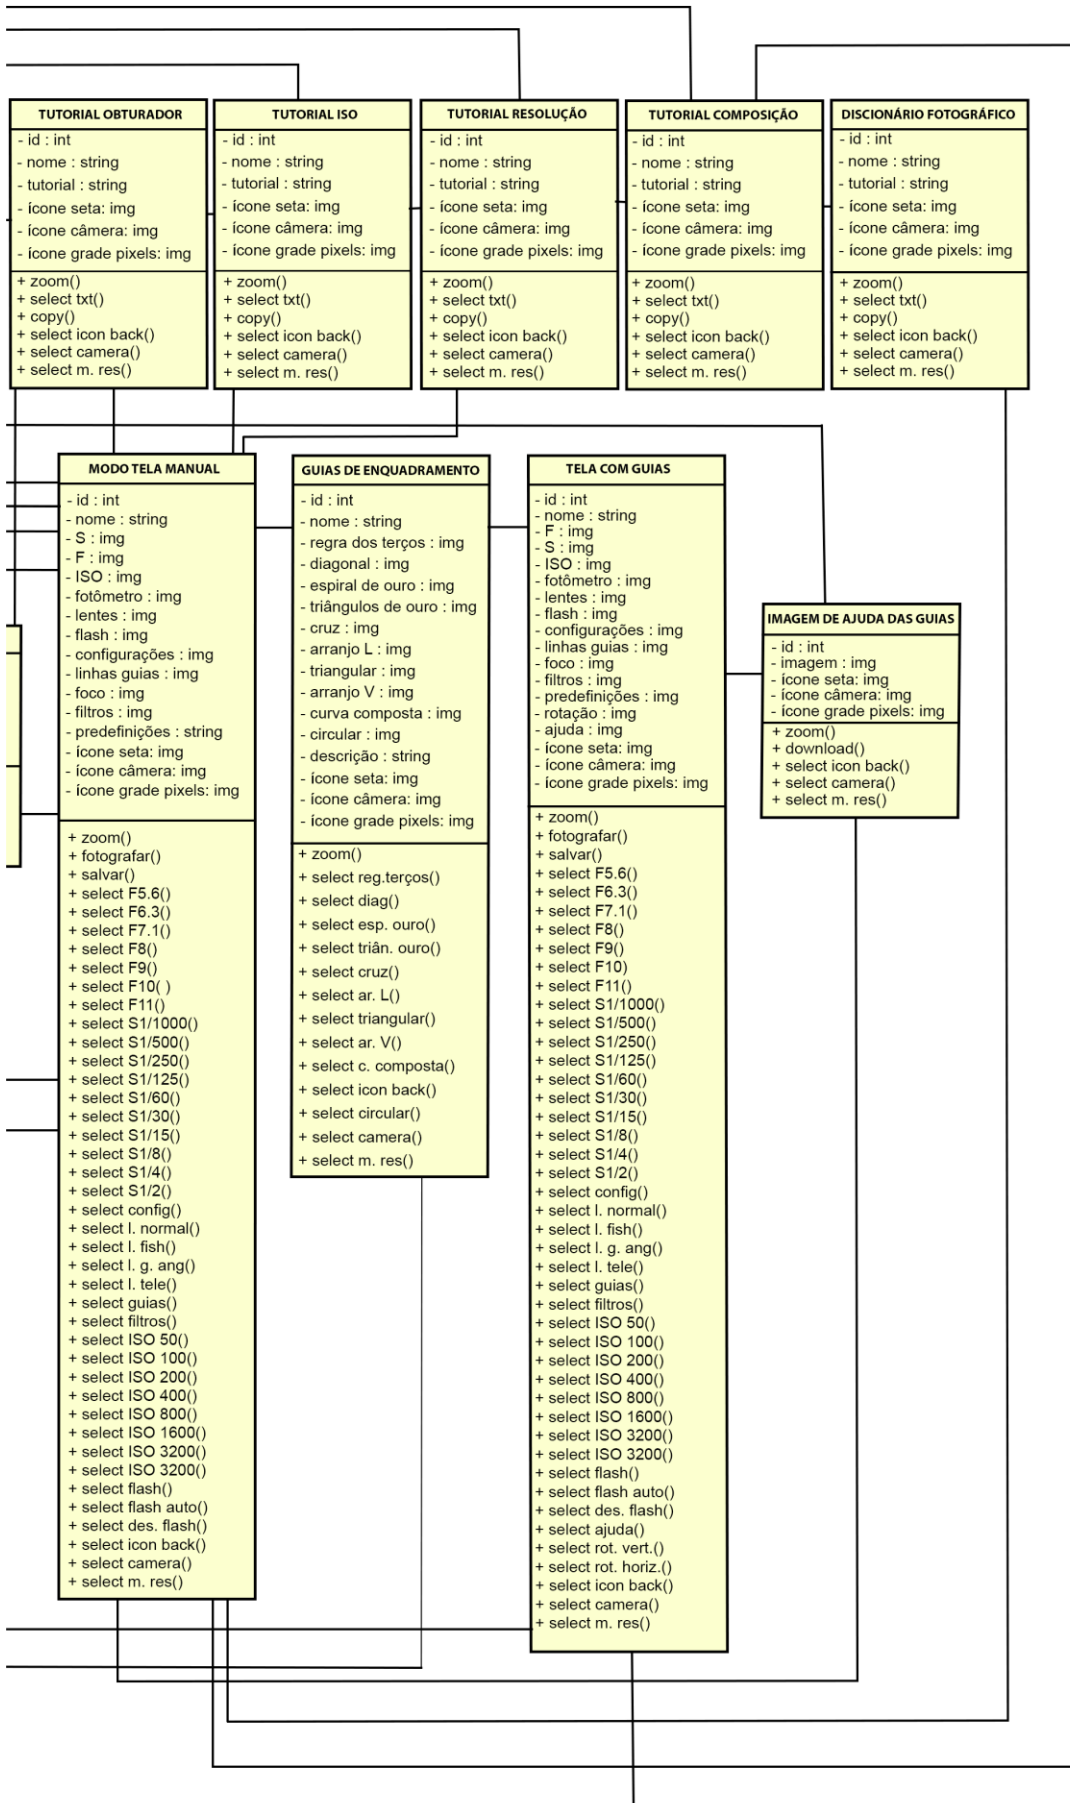 TUTORIAL OBTURADOR
- id : int
- nome : string
- tutorial : string
- ícone seta: img
- ícone câmera: img
- ícone grade pixels: img
+ zoom()
+ select txt()
+ copy()
+ select icon back()
+ select camera()
+ select m. res()
TUTORIAL ISO
- id : int
- nome : string
- tutorial : string
- ícone seta: img
- ícone câmera: img
- ícone grade pixels: img
+ zoom()
+ select txt()
+ copy()
+ select icon back()
+ select camera()
+ select m. res()
TUTORIAL RESOLUÇÃO
- id : int
- nome : string
- tutorial : string
- ícone seta: img
- ícone câmera: img
- ícone grade pixels: img
+ zoom()
+ select txt()
+ copy()
+ select icon back()
+ select camera()
+ select m. res()
TUTORIAL COMPOSIÇÃO
- id : int
- nome : string
- tutorial : string
- ícone seta: img
- ícone câmera: img
- ícone grade pixels: img
+ zoom()
+ select txt()
+ copy()
+ select icon back()
+ select camera()
+ select m. res()
DISCIONÁRIO FOTOGRÁFICO
- id : int
- nome : string
- tutorial : string
- ícone seta: img
- ícone câmera: img
- ícone grade pixels: img
+ zoom()
+ select txt()
+ copy()
+ select icon back()
+ select camera()
+ select m. res()
MODO TELA MANUAL
- id : int
- nome : string
- S : img
- F : img
- ISO : img
- fotômetro : img
- lentes : img
- flash : img
- configurações : img
- linhas guias : img
- foco : img
- filtros : img
- predefinições : string
- ícone seta: img
- ícone câmera: img
- ícone grade pixels: img
+ zoom()
+ fotografar()
+ salvar()
+ select F5.6()
+ select F6.3()
+ select F7.1()
+ select F8()
+ select F9()
+ select F10( )
+ select F11()
+ select S1/1000()
+ select S1/500()
+ select S1/250()
+ select S1/125()
+ select S1/60()
+ select S1/30()
+ select S1/15()
+ select S1/8()
+ select S1/4()
+ select S1/2()
+ select config()
+ select l. normal()
+ select l. fish()
+ select l. g. ang()
+ select l. tele()
+ select guias()
+ select filtros()
+ select ISO 50()
+ select ISO 100()
+ select ISO 200()
+ select ISO 400()
+ select ISO 800()
+ select ISO 1600()
+ select ISO 3200()
+ select ISO 3200()
+ select flash()
+ select flash auto()
+ select des. flash()
+ select icon back()
+ select camera()
+ select m. res()
GUIAS DE ENQUADRAMENTO
- id : int
- nome : string
- regra dos terços : img
- diagonal : img
- espiral de ouro : img
- triângulos de ouro : img
- cruz : img
- arranjo L : img
- triangular : img
- arranjo V : img
- curva composta : img
- circular : img
- descrição : string
- ícone seta: img
- ícone câmera: img
- ícone grade pixels: img
+ zoom()
+ select reg.terços()
+ select diag()
+ select esp. ouro()
+ select triân. ouro()
+ select cruz()
+ select ar. L()
+ select triangular()
+ select ar. V()
+ select c. composta()
+ select icon back()
+ select circular()
+ select camera()
+ select m. res()
TELA COM GUIAS
- id : int
- nome : string
- F : img
- S : img
- ISO : img
- fotômetro : img
- lentes : img
- flash : img
- configurações : img
- linhas guias : img
- foco : img
- filtros : img
- predefinições : img
- rotação : img
- ajuda : img
- ícone seta: img
- ícone câmera: img
- ícone grade pixels: img
+ zoom()
+ fotografar()
+ salvar()
+ select F5.6()
+ select F6.3()
+ select F7.1()
+ select F8()
+ select F9()
+ select F10)
+ select F11()
+ select S1/1000()
+ select S1/500()
+ select S1/250()
+ select S1/125()
+ select S1/60()
+ select S1/30()
+ select S1/15()
+ select S1/8()
+ select S1/4()
+ select S1/2()
+ select config()
+ select l. normal()
+ select l. fish()
+ select l. g. ang()
+ select l. tele()
+ select guias()
+ select filtros()
+ select ISO 50()
+ select ISO 100()
+ select ISO 200()
+ select ISO 400()
+ select ISO 800()
+ select ISO 1600()
+ select ISO 3200()
+ select ISO 3200()
+ select flash()
+ select flash auto()
+ select des. flash()
+ select ajuda()
+ select rot. vert.()
+ select rot. horiz.()
+ select icon back()
+ select camera()
+ select m. res()
IMAGEM DE AJUDA DAS GUIAS
- id : int
- imagem : img
- ícone seta: img
- ícone câmera: img
- ícone grade pixels: img
+ zoom()
+ download()
+ select icon back()
+ select camera()
+ select m. res()